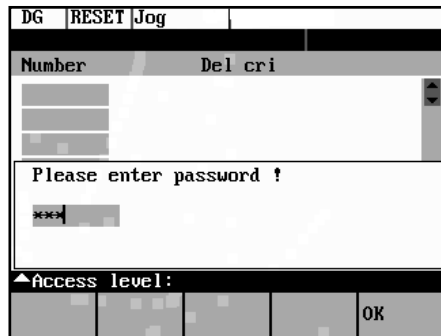 DG RESET Jog
Number Del cri
Please enter password !
***
Access level:
OK